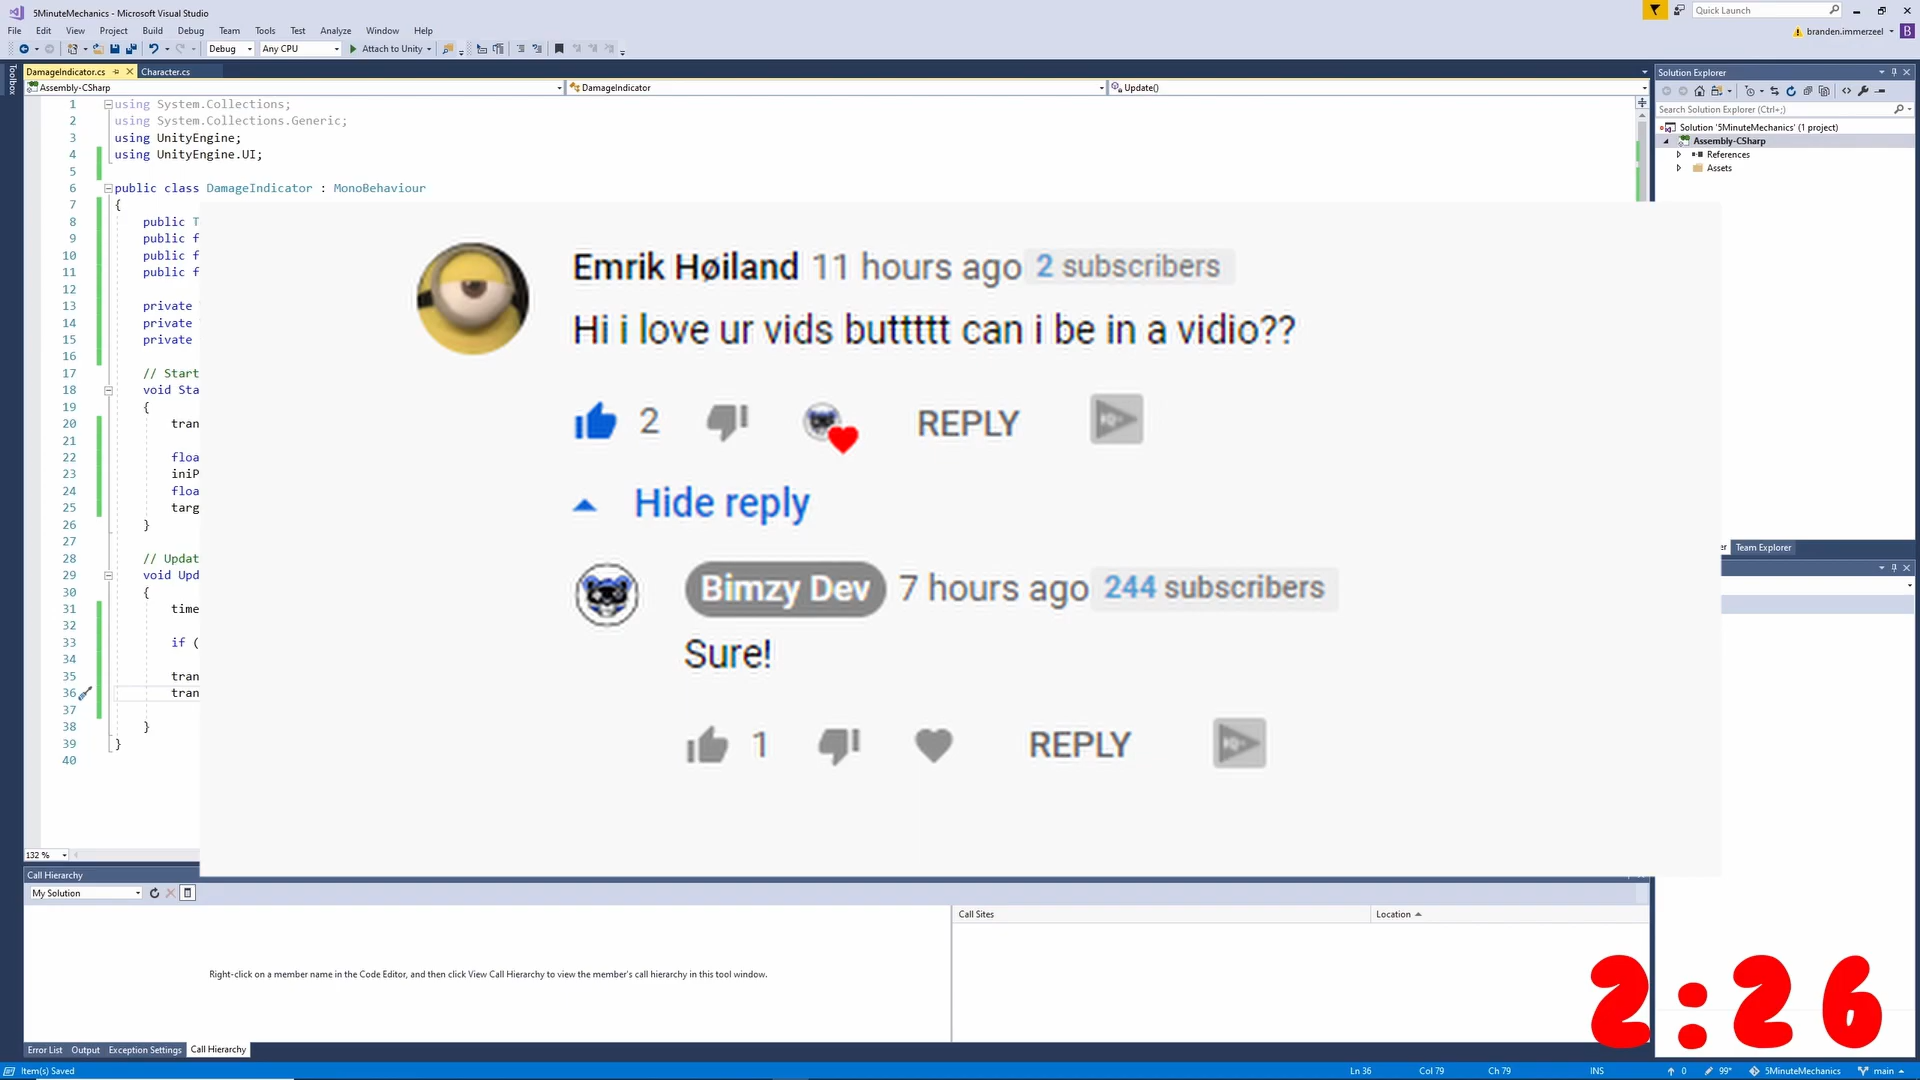 5MinuteMechanics - Microsoft Visual Studio
Quick Launch
File Edit View Project Build Debug Team Tools Test Analyze Window Help
branden.immerzeel
B
Debug Any CPU Attach to Unity
Toolbox
DamageIndicator.cs Character.cs
Assembly-CSharp DamageIndicator Update()
1 using System.Collections;
2 using System.Collections.Generic;
3 using UnityEngine;
4 using UnityEngine.UI;
5
6 public class DamageIndicator : MonoBehaviour
7 {
8 public T
9 public f
10 public f
11 public f
12
13 private
14 private
15 private
16
17 // Start
18 void Sta
19 {
20 tran
21
22 floa
23 iniP
24 floa
25 targ
26 }
27
28 // Updat
29 void Upd
30 {
31 time
32
33 if (
34
35 tran
36 tran
37
38 }
39 }
40
132 %
Emrik Høiland 11 hours ago 2 subscribers
Hi i love ur vids buttttt can i be in a vidio??
2 REPLY
Hide reply
Bimzy Dev 7 hours ago 244 subscribers
Sure!
1 REPLY
Solution Explorer
Search Solution Explorer (Ctrl+;)
Solution '5MinuteMechanics' (1 project)
Assembly-CSharp
References
Assets
er Team Explorer
Call Hierarchy
My Solution
Call Sites Location
Right-click on a member name in the Code Editor, and then click View Call Hierarchy to view the member's call hierarchy in this tool window.
2:26
Error List Output Exception Settings Call Hierarchy
Item(s) Saved Ln 36 Col 79 Ch 79 INS 0 99* 5MinuteMechanics main